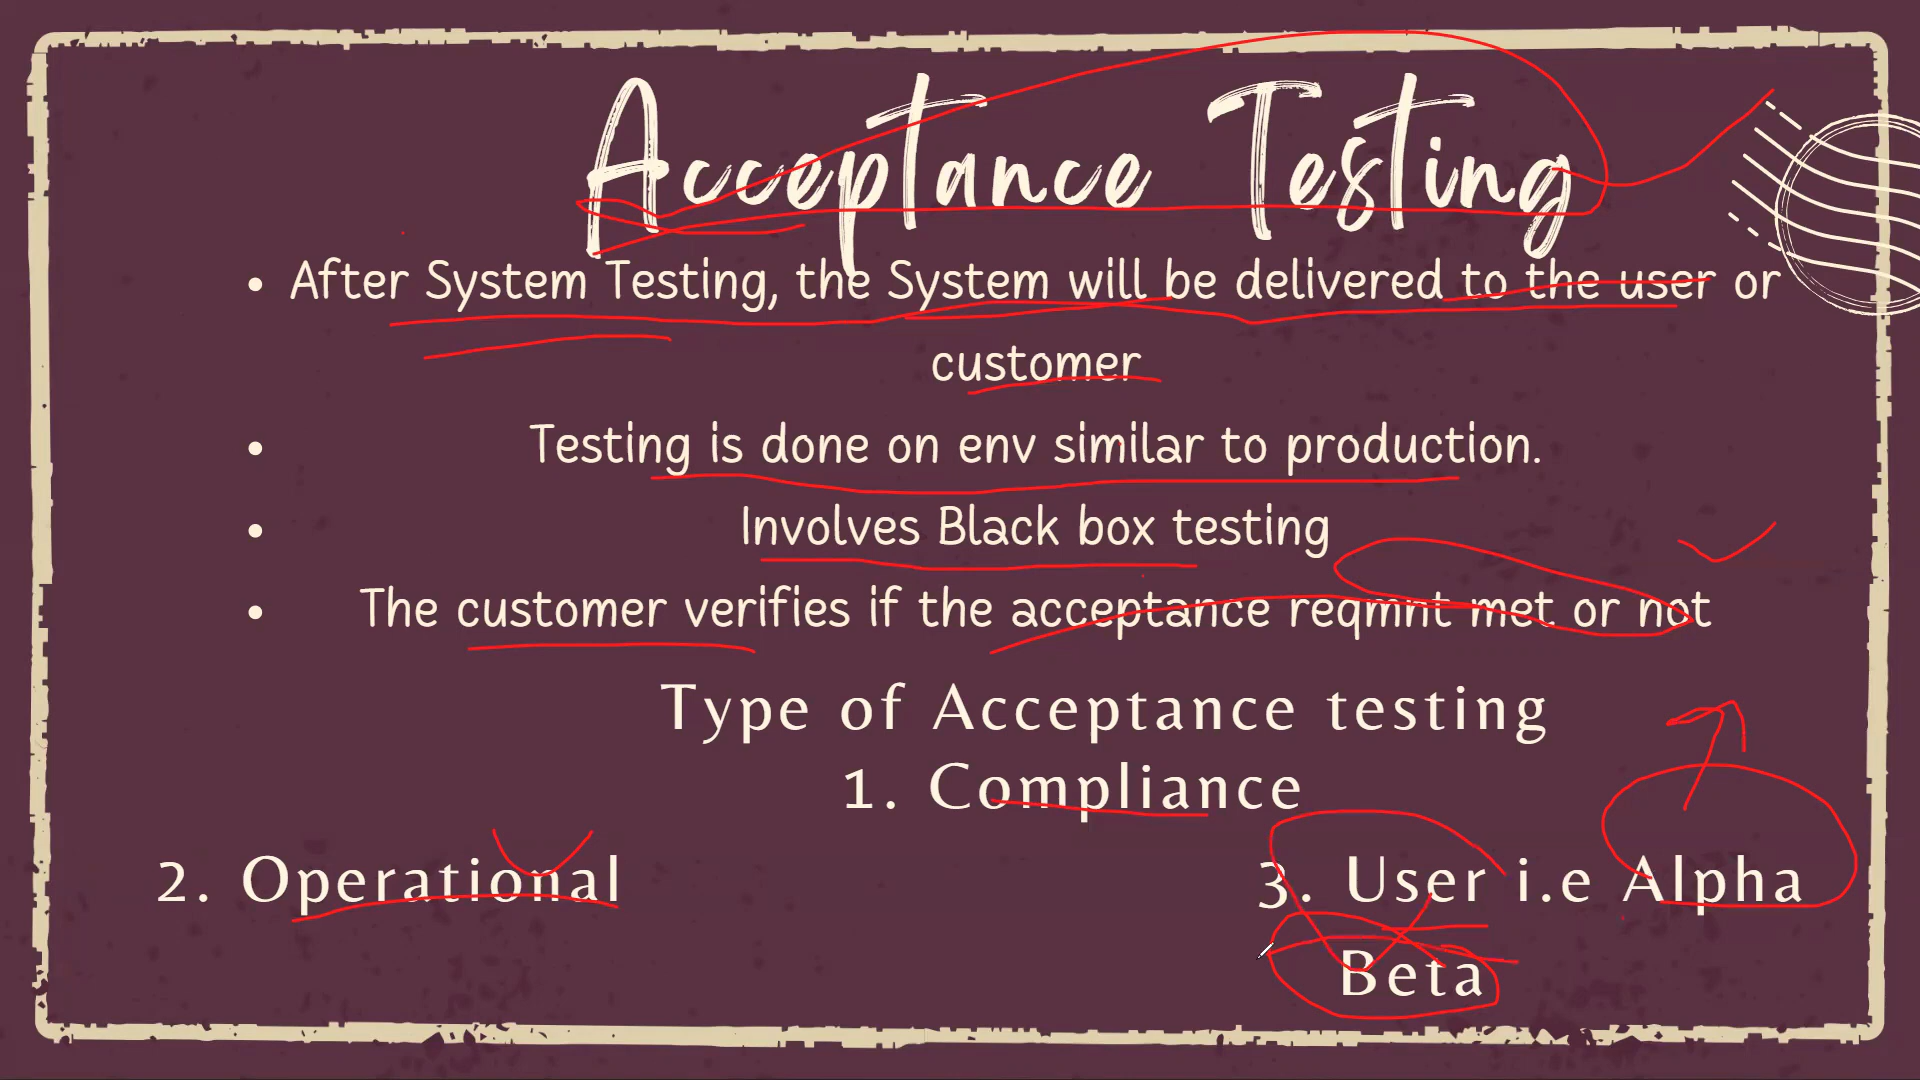 Acceptance Testing
• After System Testing, the System will be delivered to the user or
customer
• Testing is done on env similar to production.
• Involves Black box testing
• The customer verifies if the acceptance reqmnt met or not
Type of Acceptance testing
1. Compliance
2. Operational
3. User i.e Alpha
Beta